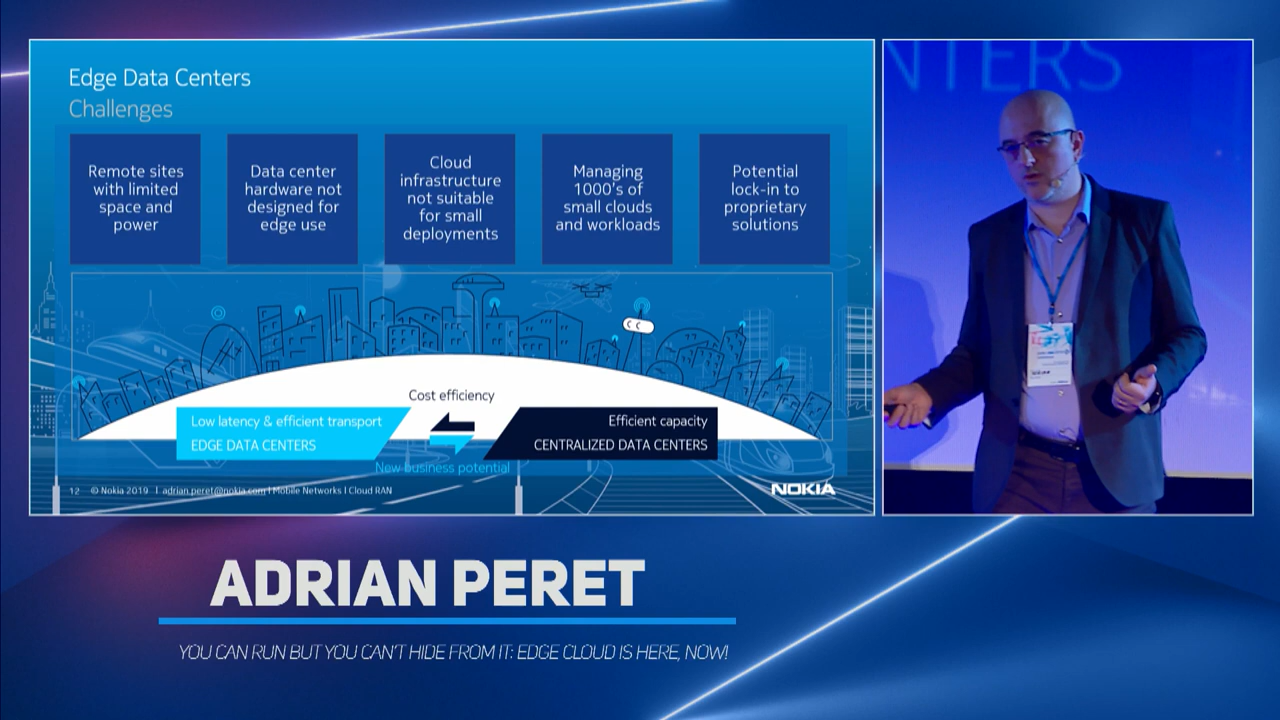 Edge Data Centers
Challenges
Remote sites
with limited
space and
power
Data center
hardware not
designed for
edge use
Cloud
infrastructure
not suitable
for small
deployments
Managing
1000's of
small clouds
and workloads
Potential
lock-in to
proprietary
solutions
Cost efficiency
Low latency & efficient transport
EDGE DATA CENTERS
Efficient capacity
CENTRALIZED DATA CENTERS
New business potential
12 © Nokia 2019 I adrian.peret@nokia.com I Mobile Networks I Cloud RAN
NOKIA
NTERS
ADRIAN PERET
YOU CAN RUN BUT YOU CAN'T HIDE FROM IT: EDGE CLOUD IS HERE, NOW!